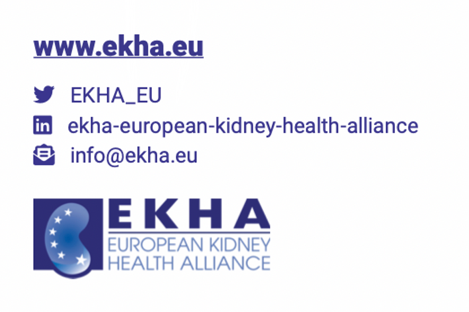 www.ekha.eu
EKHA_EU
ekha-european-kidney-health-alliance
info@ekha.eu
EKHA
EUROPEAN KIDNEY
HEALTH ALLIANCE